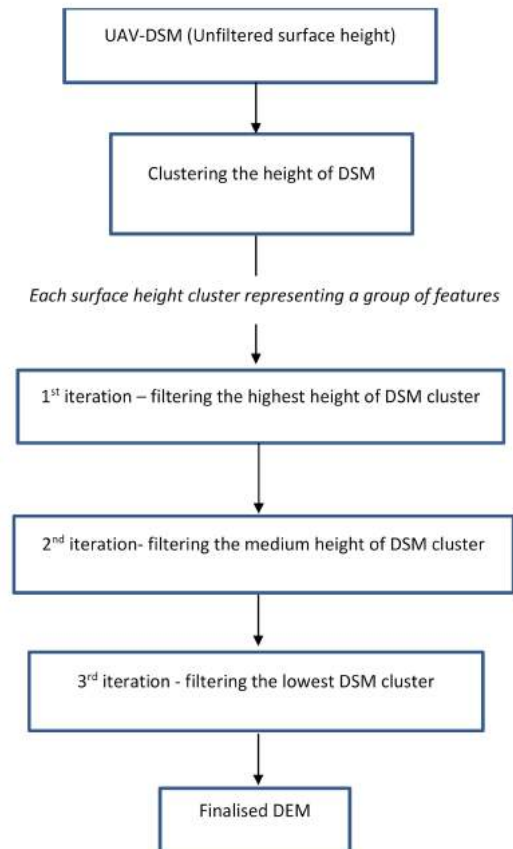 UAV-DSM (Unfiltered surface height)
Clustering the height of DSM
Each surface height cluster representing a group of features
1st iteration – filtering the highest height of DSM cluster
2nd iteration- filtering the medium height of DSM cluster
3rd iteration - filtering the lowest DSM cluster
Finalised DEM